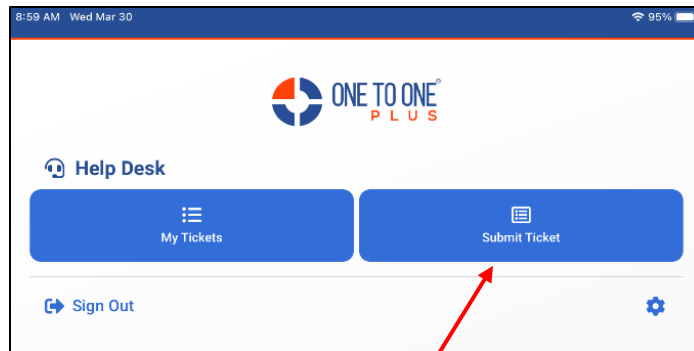 8:59 AM Wed Mar 30 95%
ONE TO ONE®
PLUS
Help Desk
My Tickets Submit Ticket
Sign Out